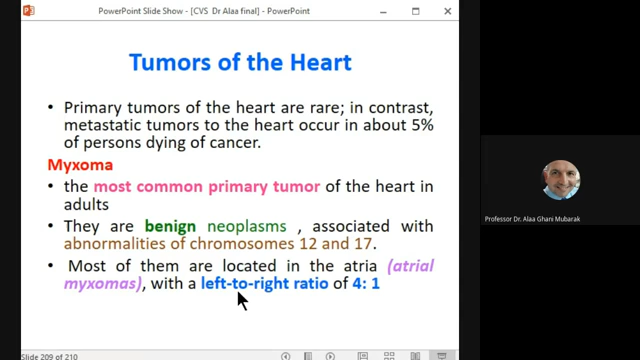 PowerPoint Slide Show - [CVS Dr Alaa final] - PowerPoint
Tumors of the Heart
• Primary tumors of the heart are rare; in contrast,
metastatic tumors to the heart occur in about 5%
of persons dying of cancer.
Myxoma
• the most common primary tumor of the heart in
adults
• They are benign neoplasms , associated with
abnormalities of chromosomes 12 and 17.
• Most of them are located in the atria (atrial
myxomas), with a left-to-right ratio of 4: 1
Professor Dr. Alaa Ghani Mubarak
Slide 209 of 210